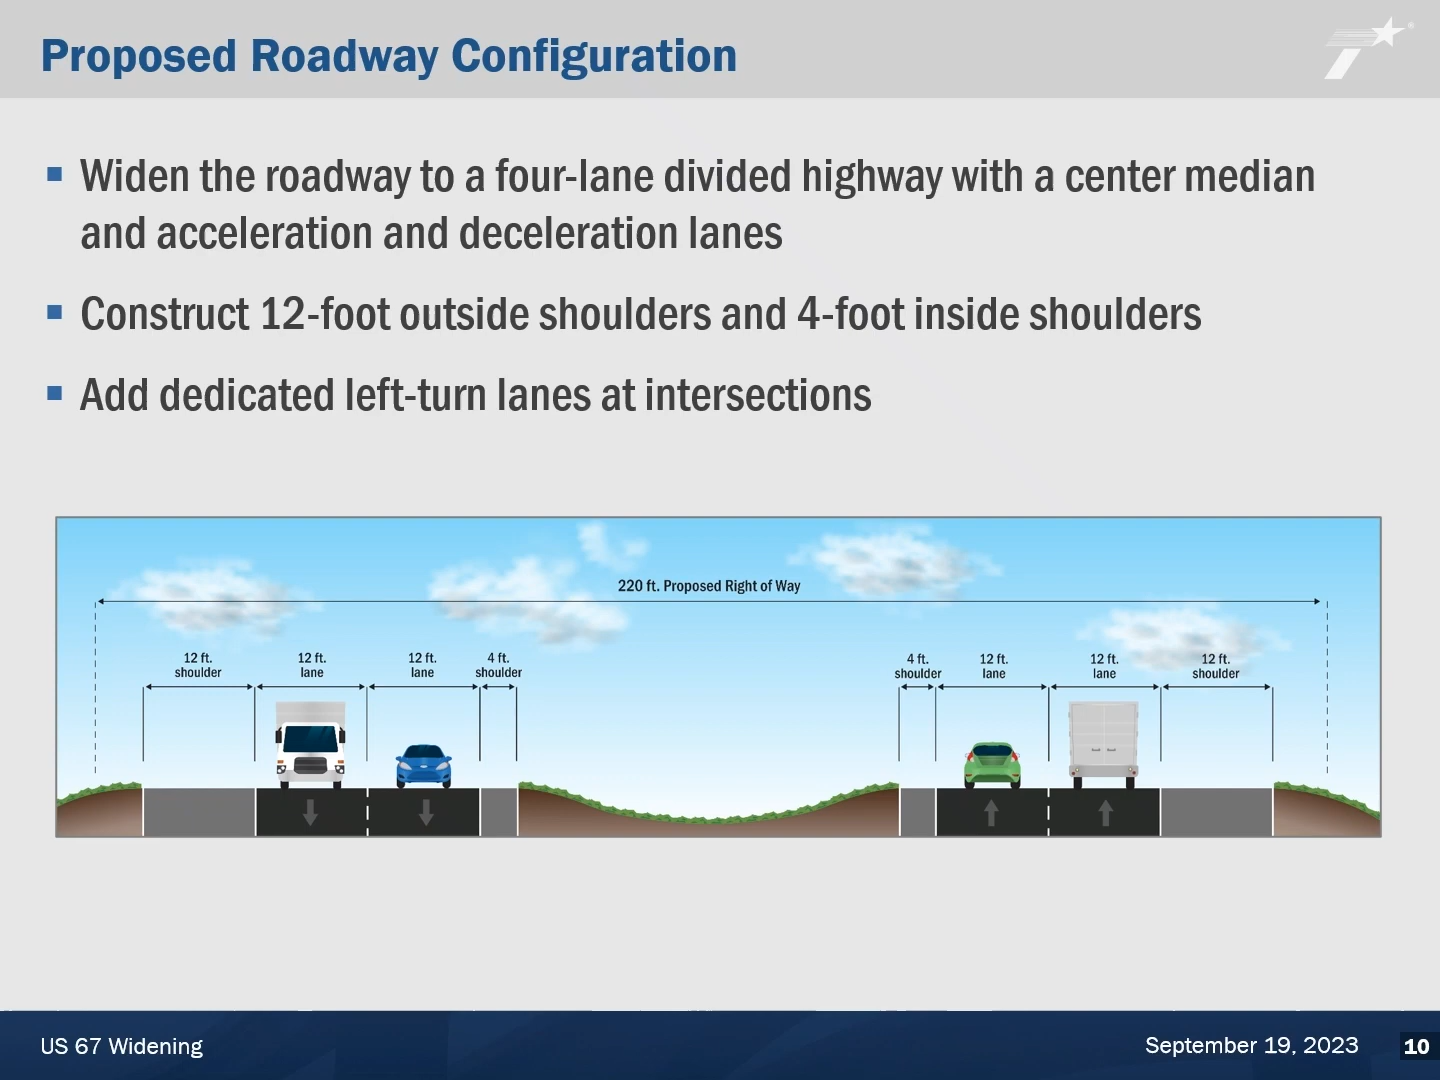 Proposed Roadway Configuration
®
▪ Widen the roadway to a four-lane divided highway with a center median
and acceleration and deceleration lanes
▪ Construct 12-foot outside shoulders and 4-foot inside shoulders
▪ Add dedicated left-turn lanes at intersections
220 ft. Proposed Right of Way
12 ft.
shoulder
12 ft.
lane
12 ft.
lane
4 ft.
shoulder
4 ft.
shoulder
12 ft.
lane
12 ft.
lane
12 ft.
shoulder
US 67 Widening
September 19, 2023
10